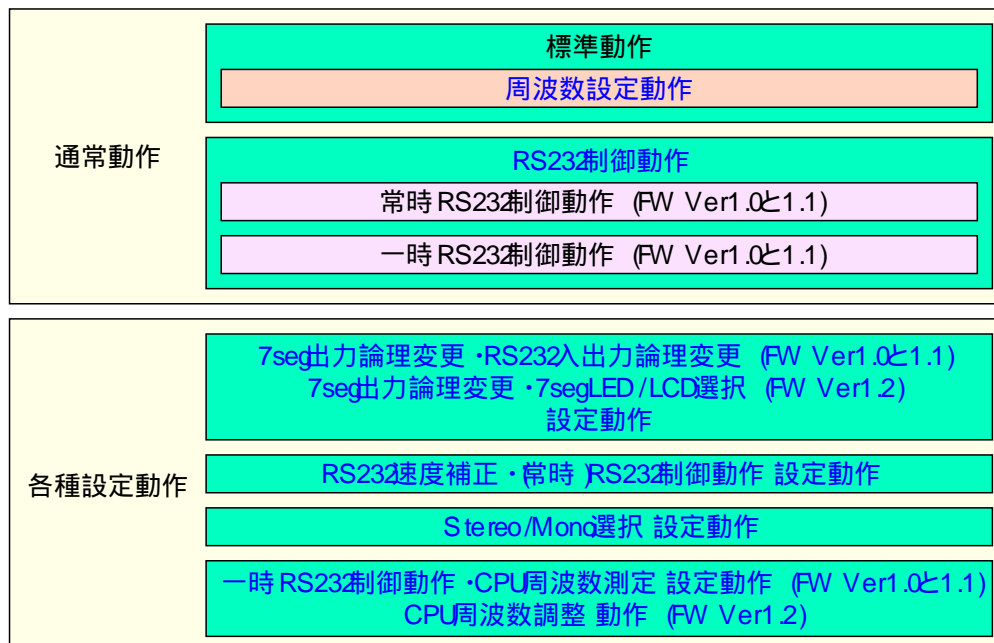 通常動作
標準動作
周波数設定動作
RS232制御動作
常時RS232制御動作 (FW Ver1.0と1.1)
一時RS232制御動作 (FW Ver1.0と1.1)
各種設定動作
7seg出力論理変更・RS232入出力論理変更 (FW Ver1.0と1.1)
7seg出力論理変更・7segLED/LCD選択 (FW Ver1.2)
設定動作
RS232速度補正・(常時)RS232制御動作 設定動作
Stereo/Mono選択 設定動作
一時RS232制御動作・CPU周波数測定 設定動作 (FW Ver1.0と1.1)
CPU周波数調整 動作 (FW Ver1.2)